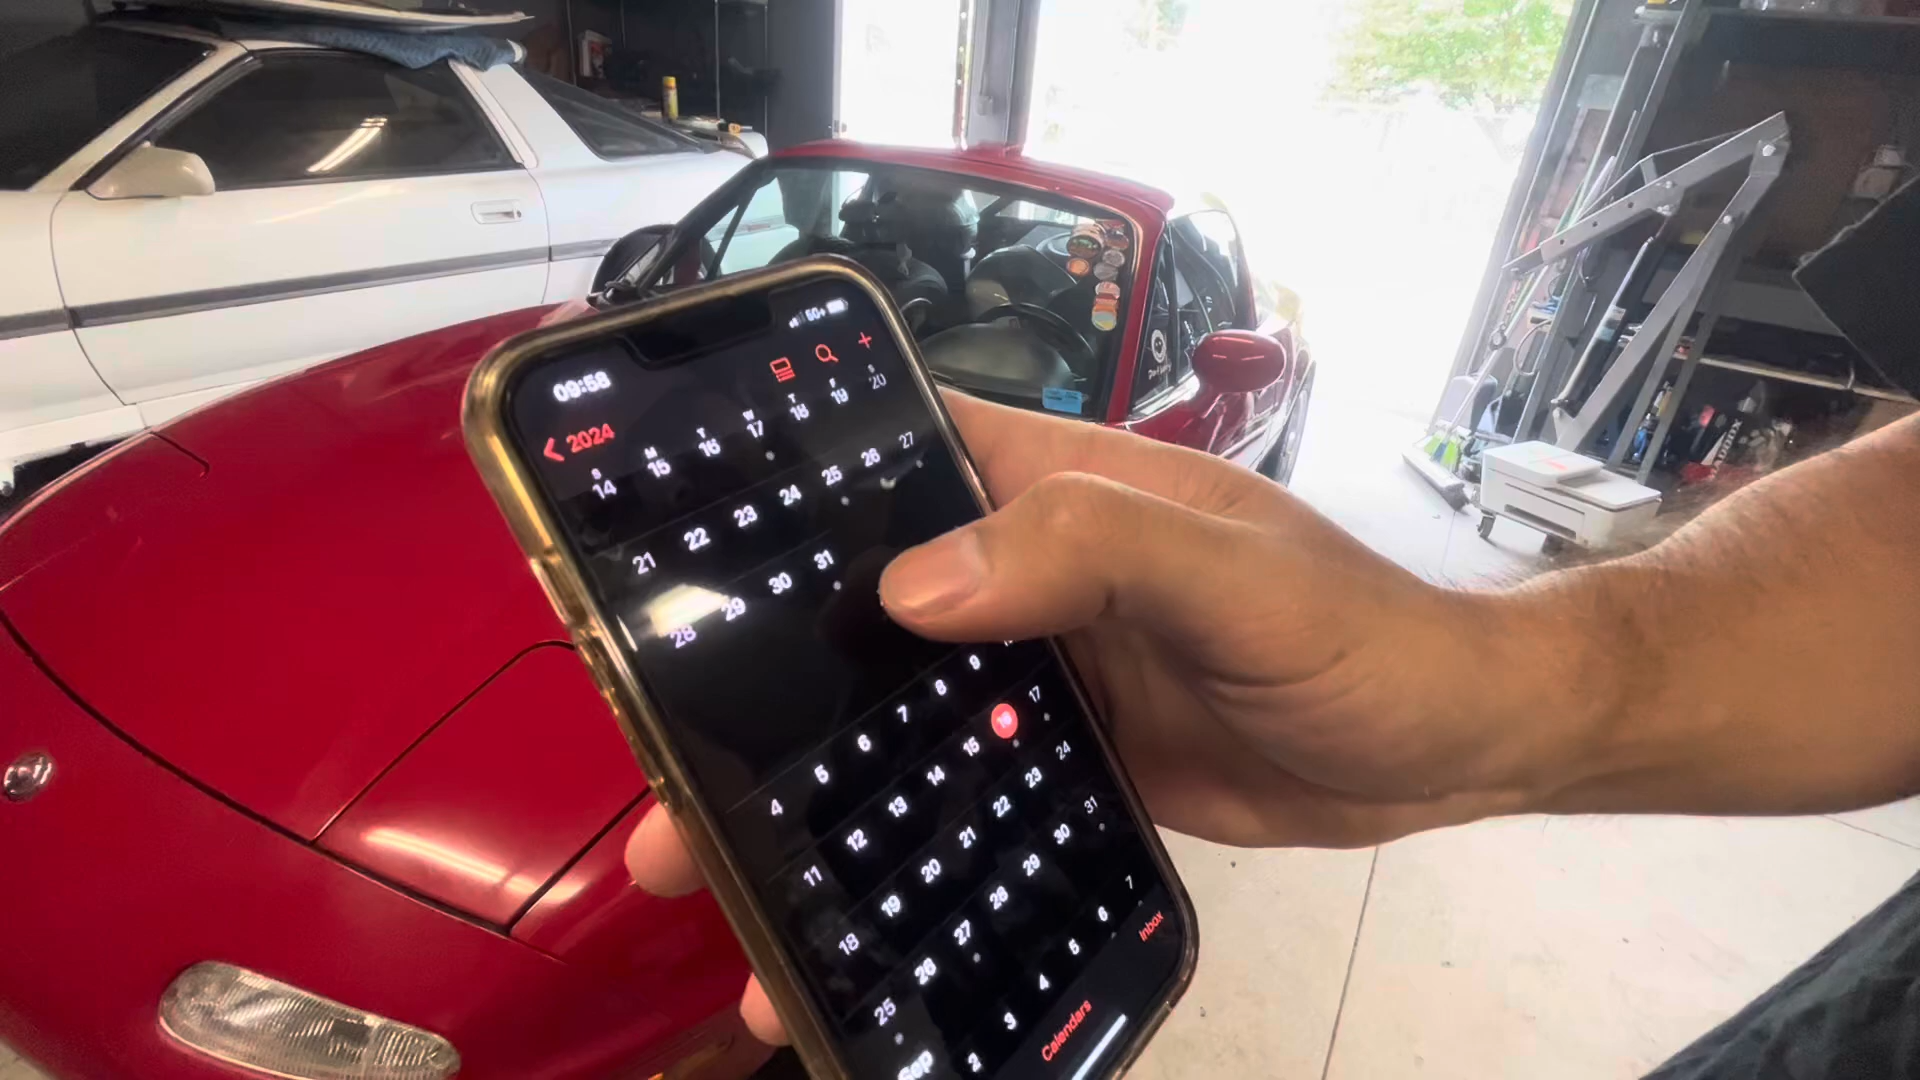 09:58
5G+
< 2024
S M T W T F S
14 15 16 17 18 19 20
21 22 23 24 25 26 27
28 29 30 31
4 5 6 7 8 9
11 12 13 14 15 16 17
18 19 20 21 22 23 24
25 26 27 28 29 30 31
Sep
2 3 4 5 6 7
Calendars Inbox